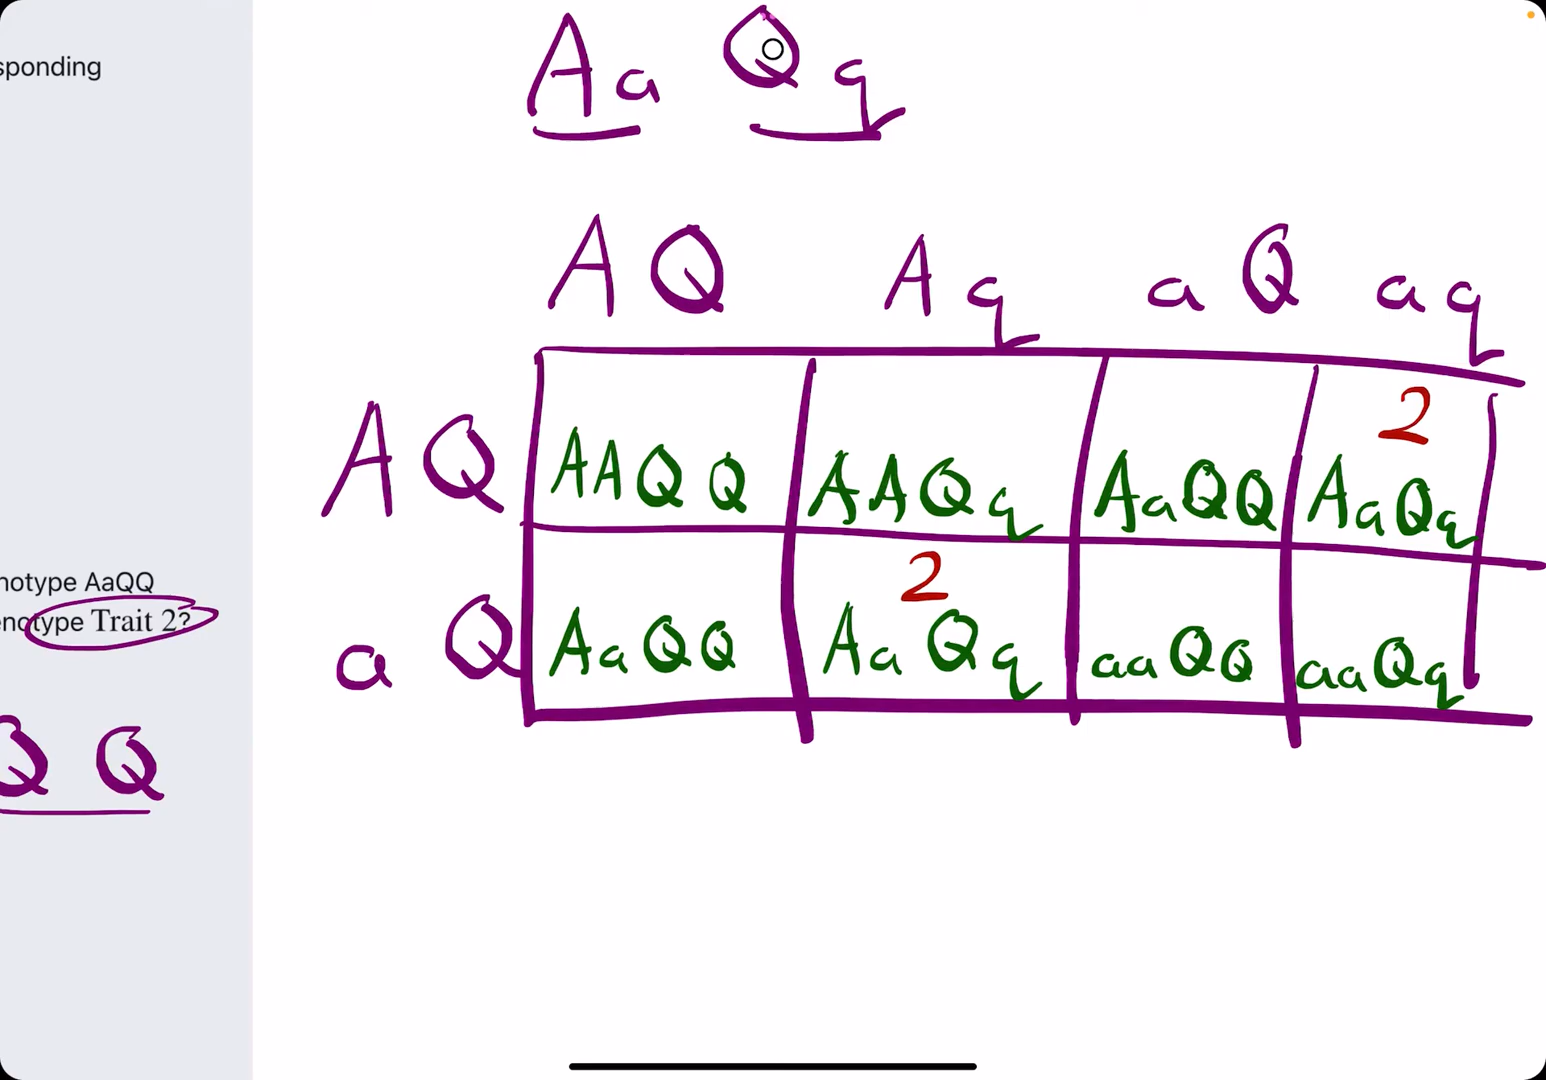 sponding
Aa Qq
AQ Aq aQ aq
2
AQ AAQQ AAQq AaQQ AaQq
2
notype AaQQ
enotype Trait 2?
aQ AaQQ AaQq aaQQ aaQq
Q Q